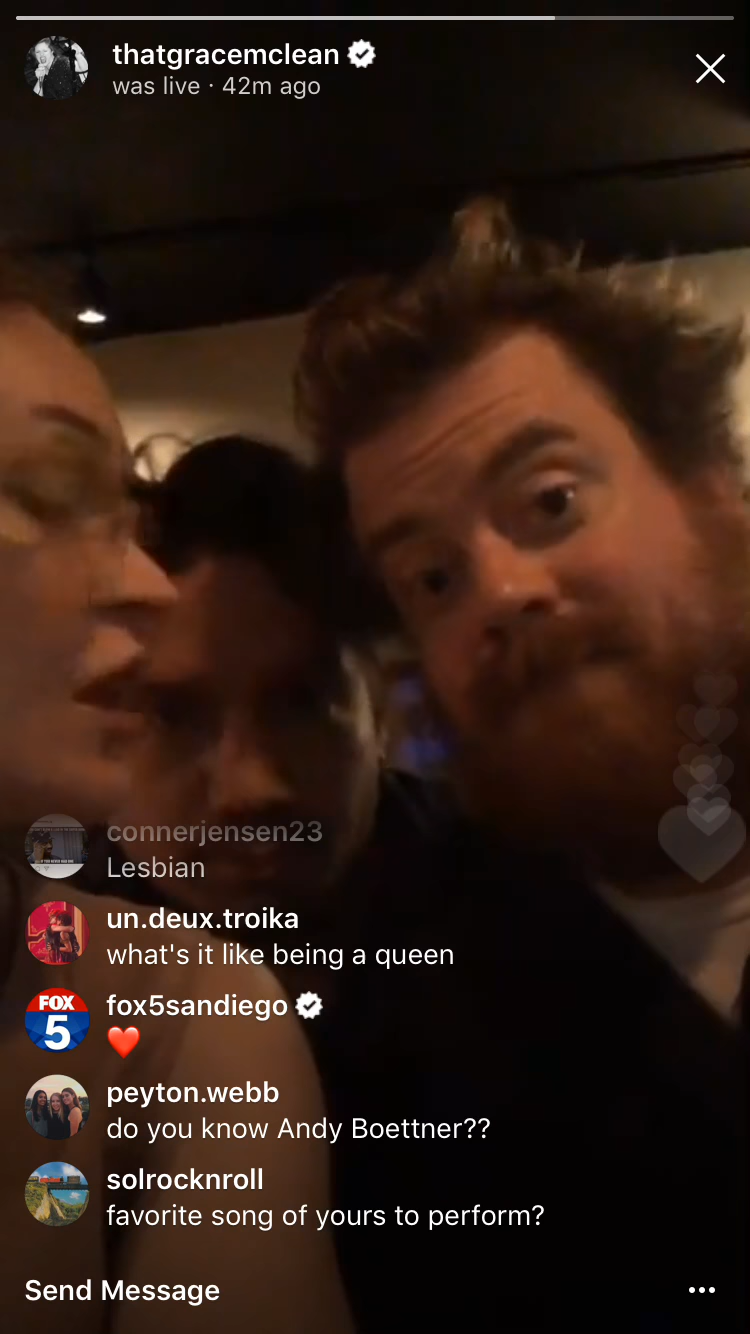 thatgracemclean
was live · 42m ago
connerjensen23
Lesbian
un.deux.troika
what's it like being a queen
fox5sandiego
FOX
5
❤️
peyton.webb
do you know Andy Boettner??
solrocknroll
favorite song of yours to perform?
Send Message